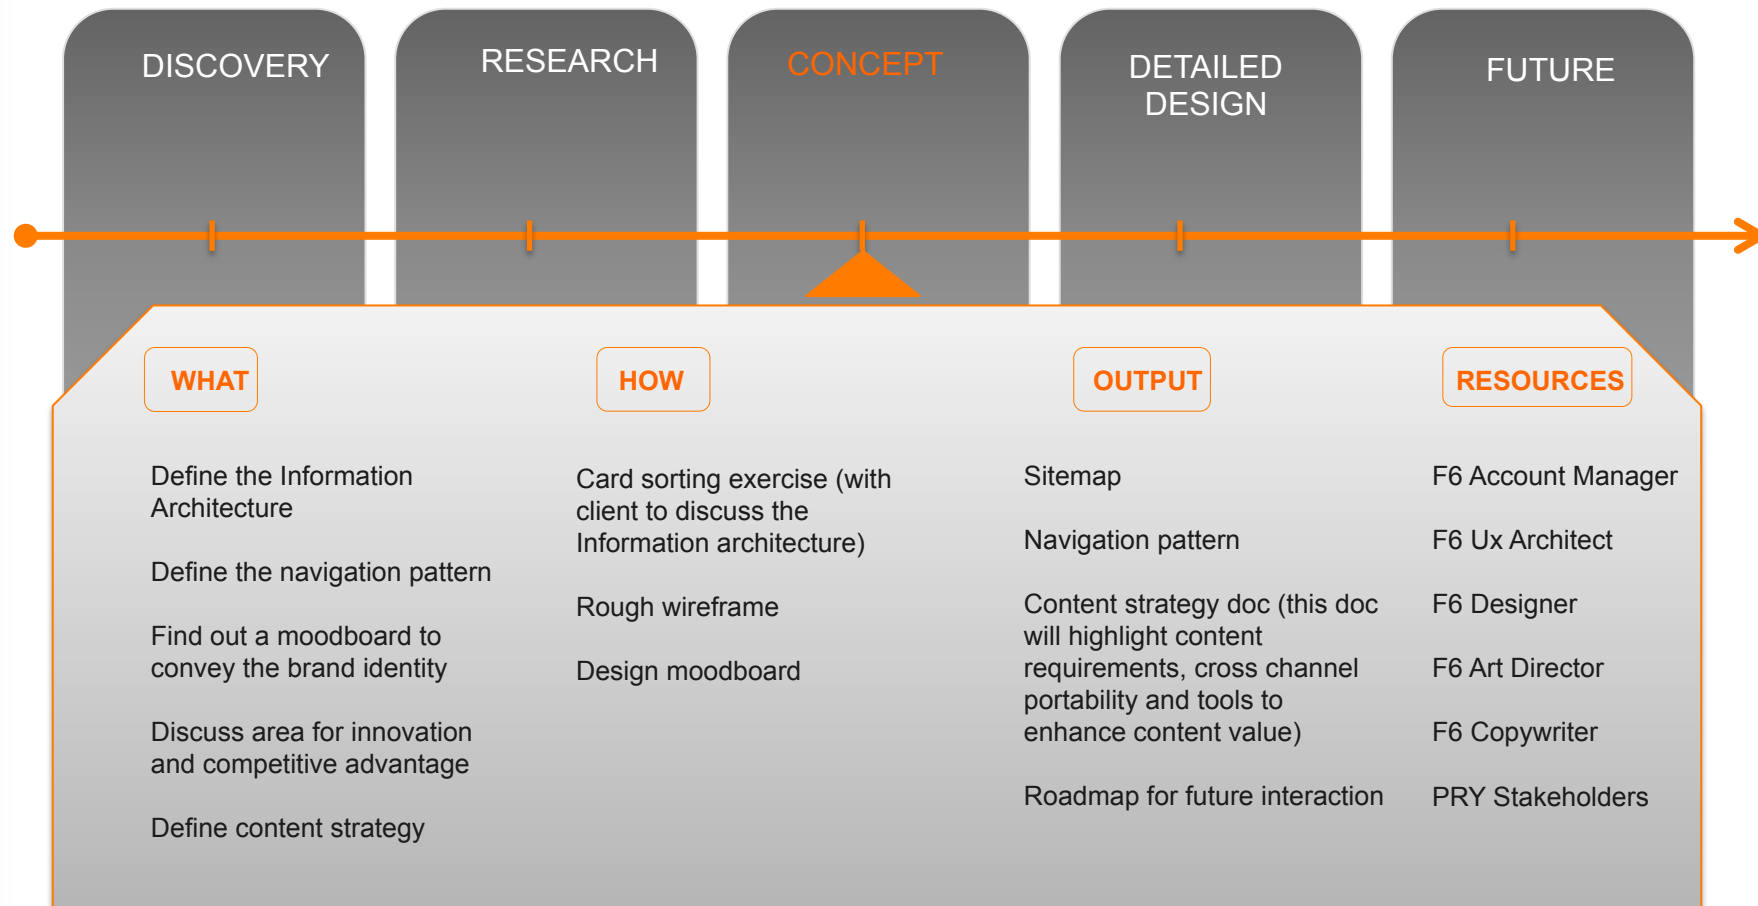 DISCOVERY
RESEARCH
CONCEPT
DETAILED
DESIGN
FUTURE
WHAT
Define the Information
Architecture
Define the navigation pattern
Find out a moodboard to
convey the brand identity
Discuss area for innovation
and competitive advantage
Define content strategy
HOW
Card sorting exercise (with
client to discuss the
Information architecture)
Rough wireframe
Design moodboard
OUTPUT
Sitemap
Navigation pattern
Content strategy doc (this doc
will highlight content
requirements, cross channel
portability and tools to
enhance content value)
Roadmap for future interaction
RESOURCES
F6 Account Manager
F6 Ux Architect
F6 Designer
F6 Art Director
F6 Copywriter
PRY Stakeholders